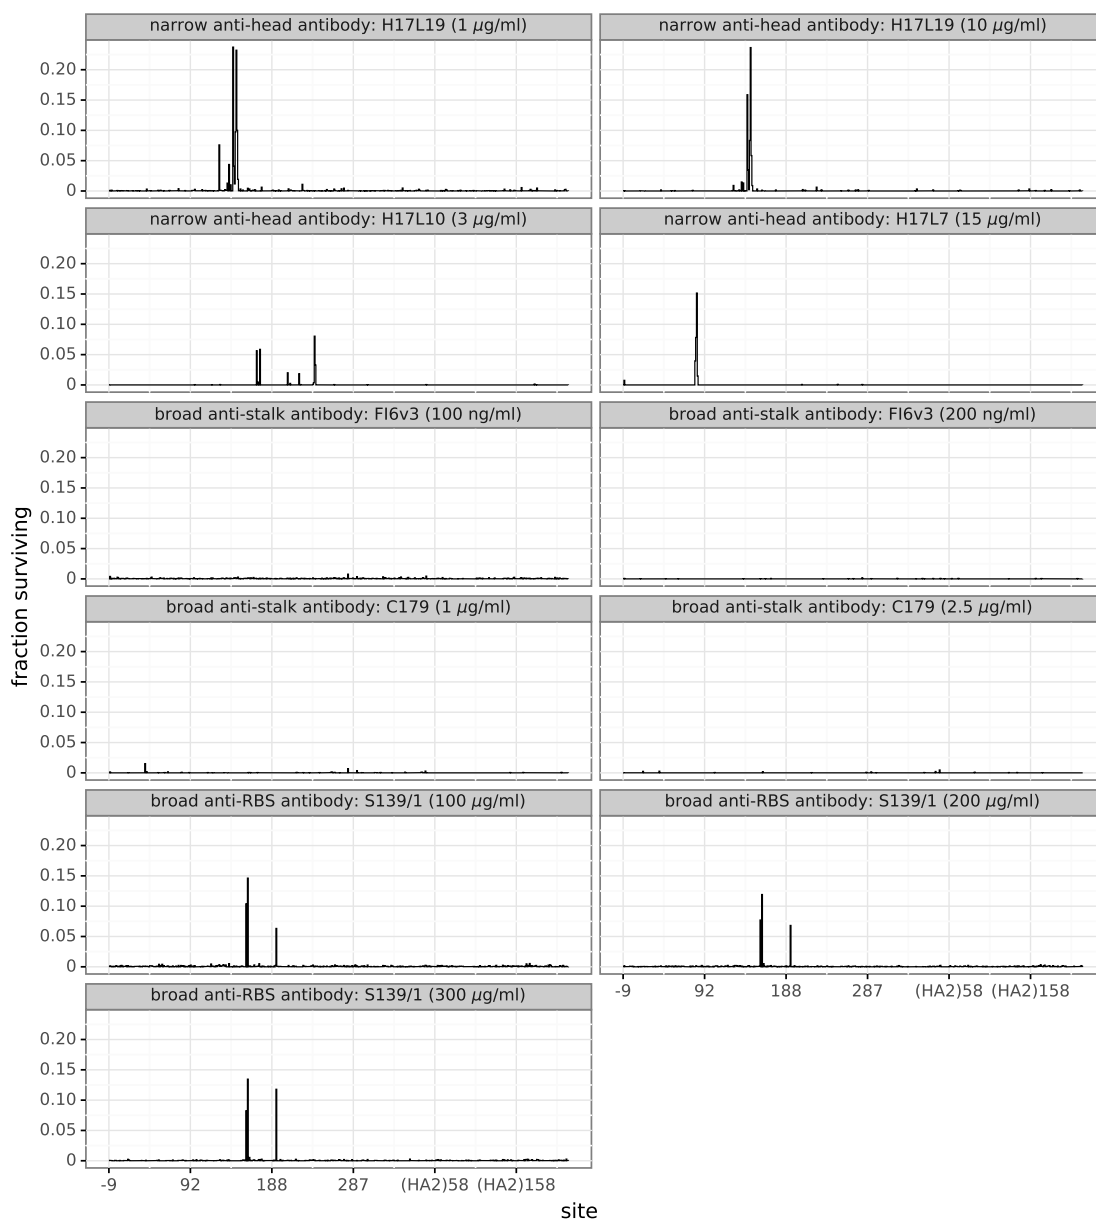 narrow anti-head antibody: H17L19 (1 μg/ml)
narrow anti-head antibody: H17L19 (10 μg/ml)
0.20
0.15
0.10
0.05
0
narrow anti-head antibody: H17L10 (3 μg/ml)
narrow anti-head antibody: H17L7 (15 μg/ml)
0.20
0.15
0.10
0.05
0
broad anti-stalk antibody: FI6v3 (100 ng/ml)
broad anti-stalk antibody: FI6v3 (200 ng/ml)
0.20
0.15
0.10
0.05
0
broad anti-stalk antibody: C179 (1 μg/ml)
broad anti-stalk antibody: C179 (2.5 μg/ml)
0.20
0.15
0.10
0.05
0
broad anti-RBS antibody: S139/1 (100 μg/ml)
broad anti-RBS antibody: S139/1 (200 μg/ml)
0.20
0.15
0.10
0.05
0
-9 92 188 287 (HA2)58 (HA2)158
broad anti-RBS antibody: S139/1 (300 μg/ml)
0.20
0.15
0.10
0.05
0
-9 92 188 287 (HA2)58 (HA2)158
fraction surviving
site